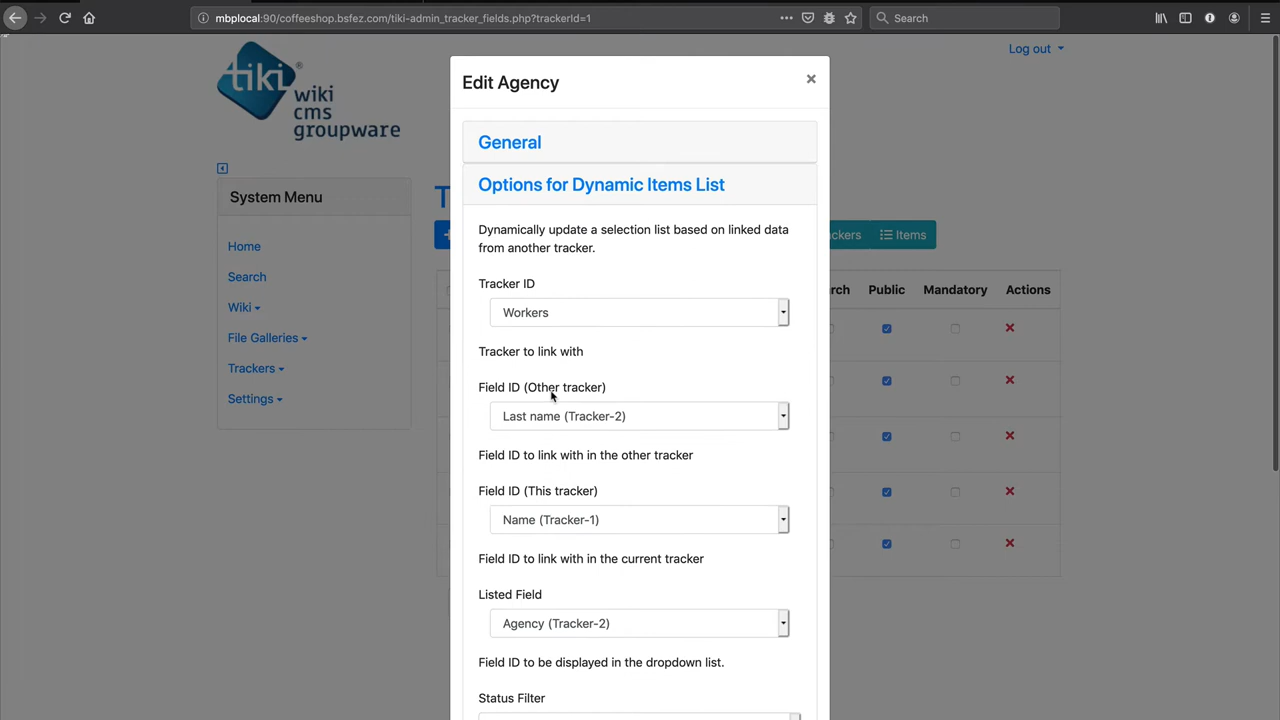 mbplocal:90/coffeeshop.bsfez.com/tiki-admin_tracker_fields.php?trackerId=1
Search
Log out
tiki
®
wiki
cms
groupware
System Menu
Home
Search
Wiki
File Galleries
Trackers
Settings
T
+
ckers
Items
rch
Public
Mandatory
Actions
Edit Agency
×
General
Options for Dynamic Items List
Dynamically update a selection list based on linked data
from another tracker.
Tracker ID
Workers
Tracker to link with
Field ID (Other tracker)
Last name (Tracker-2)
Field ID to link with in the other tracker
Field ID (This tracker)
Name (Tracker-1)
Field ID to link with in the current tracker
Listed Field
Agency (Tracker-2)
Field ID to be displayed in the dropdown list.
Status Filter